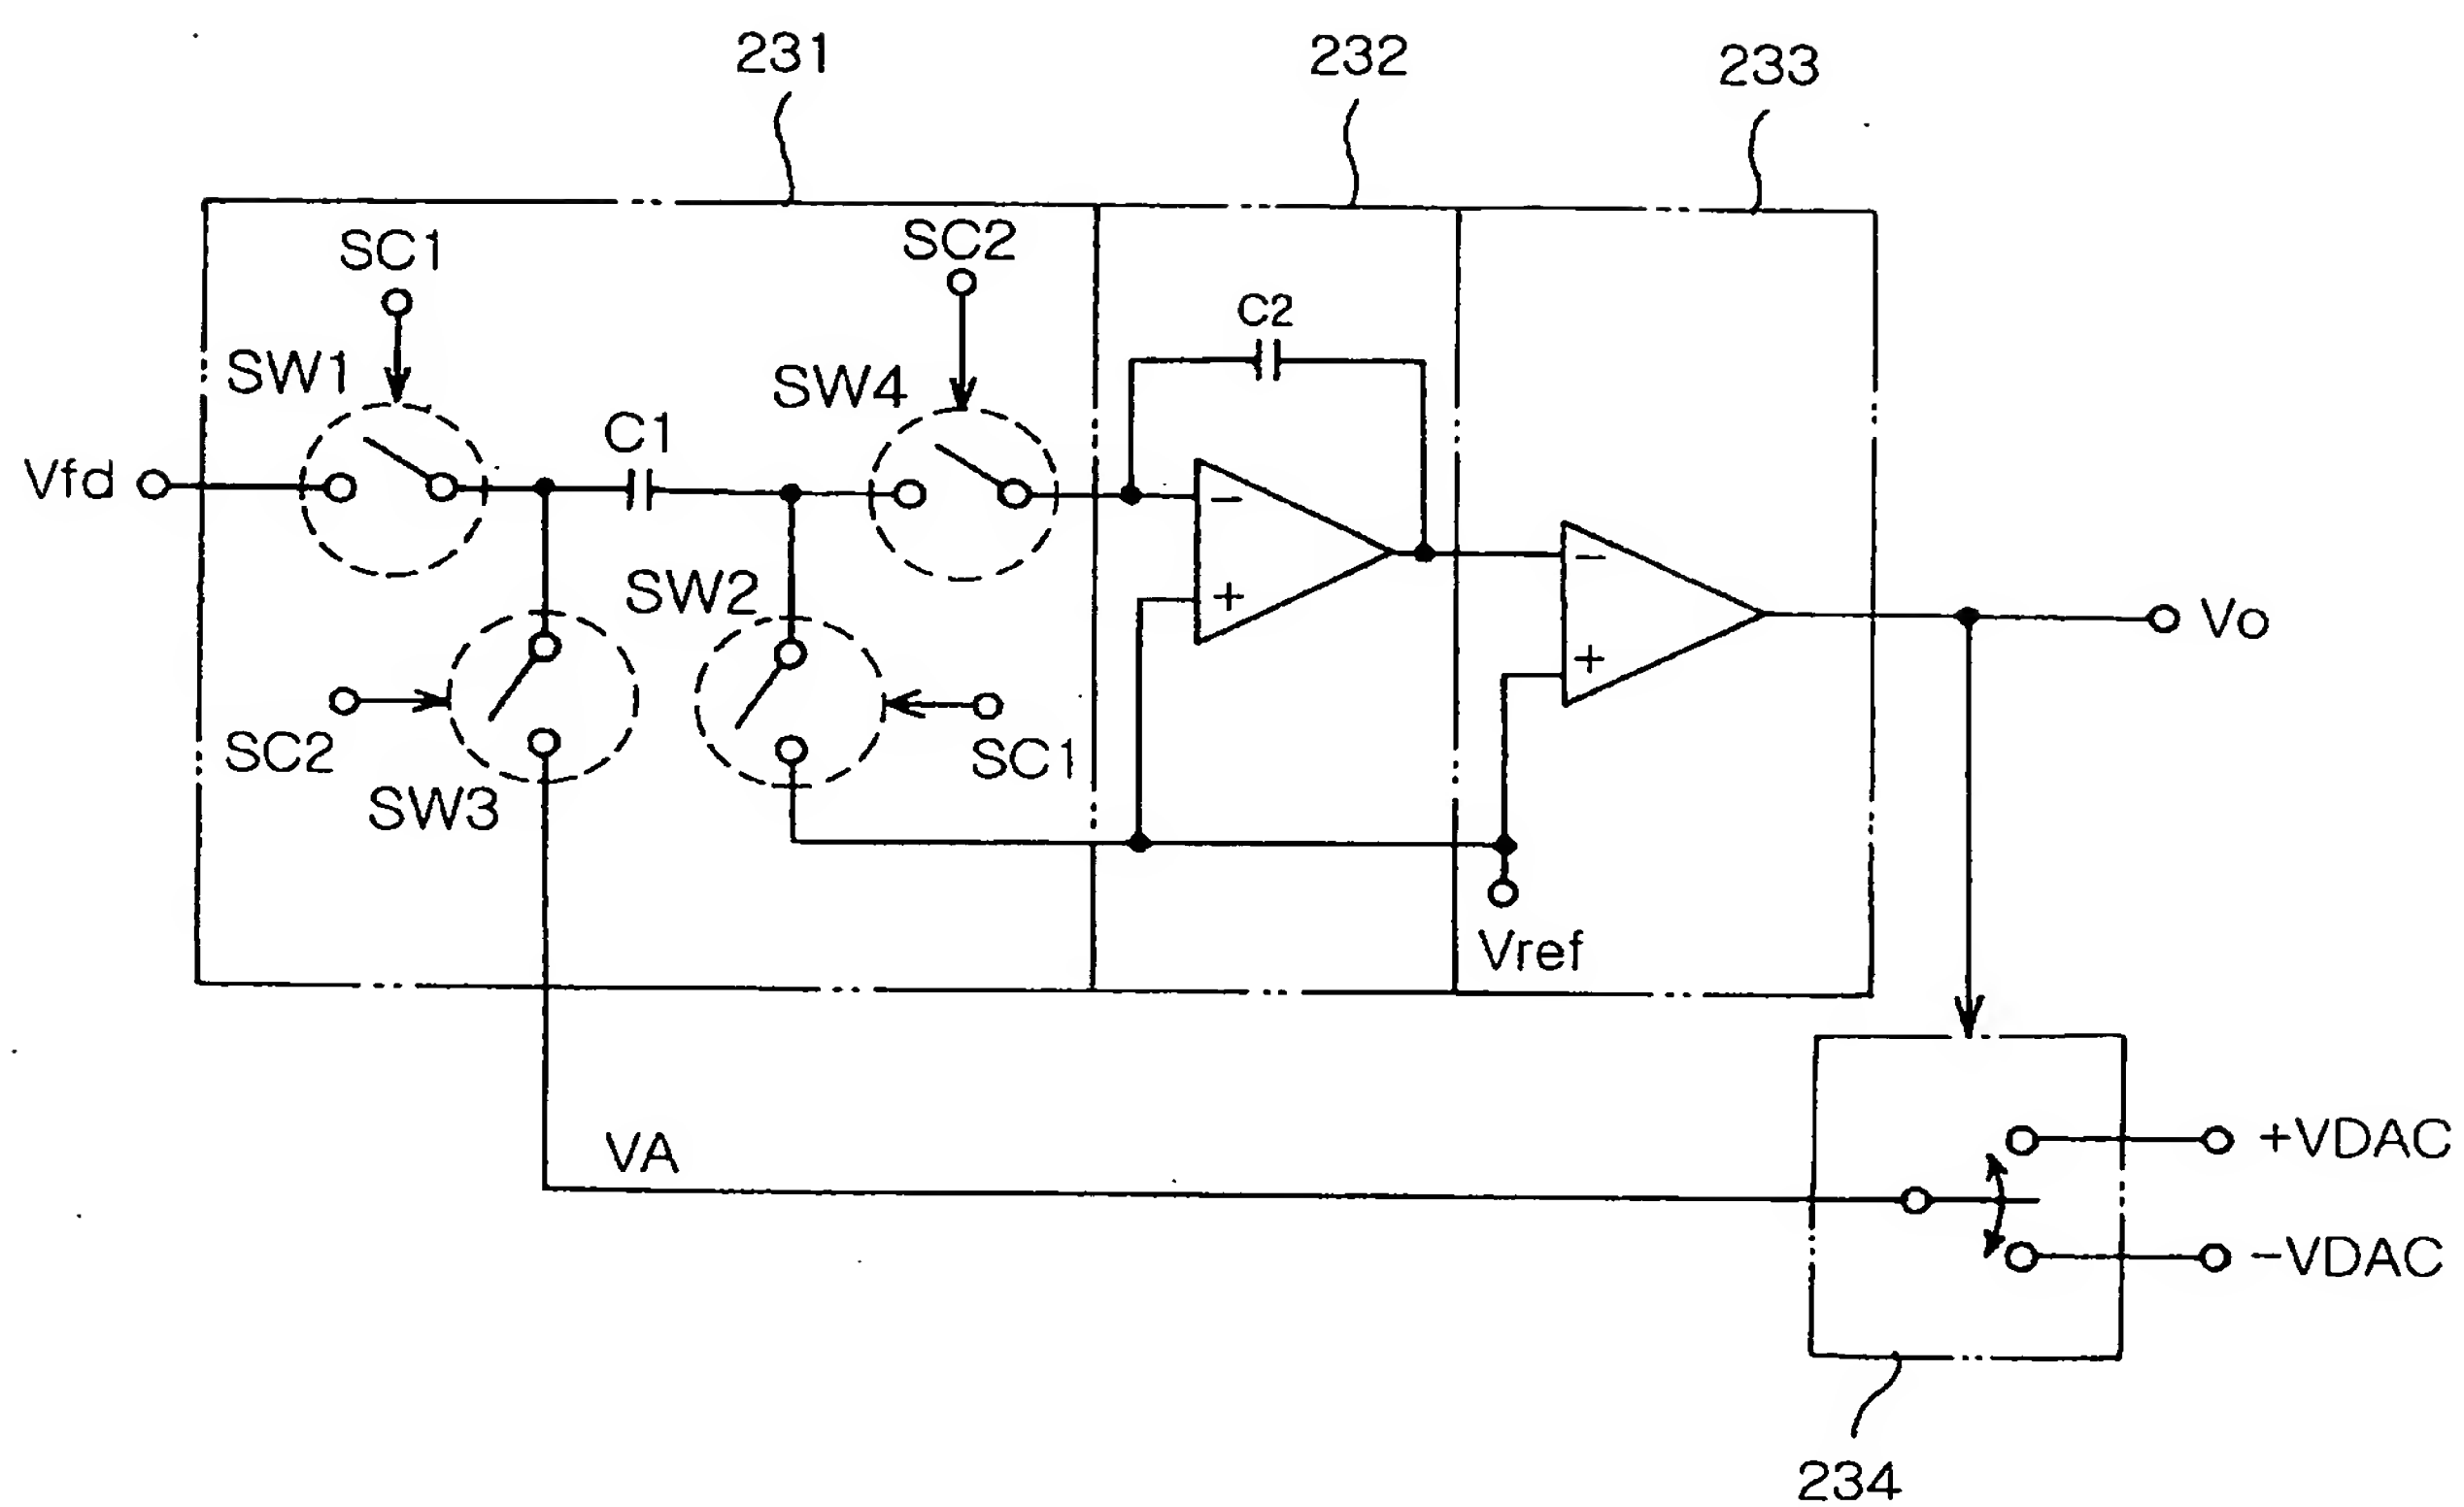 231
232
233
SC1
SC2
SW1
SW4
C1
C2
Vfd
−
+
SW2
−
+
Vo
SC2
SW3
SC1
Vref
VA
+VDAC
−VDAC
234